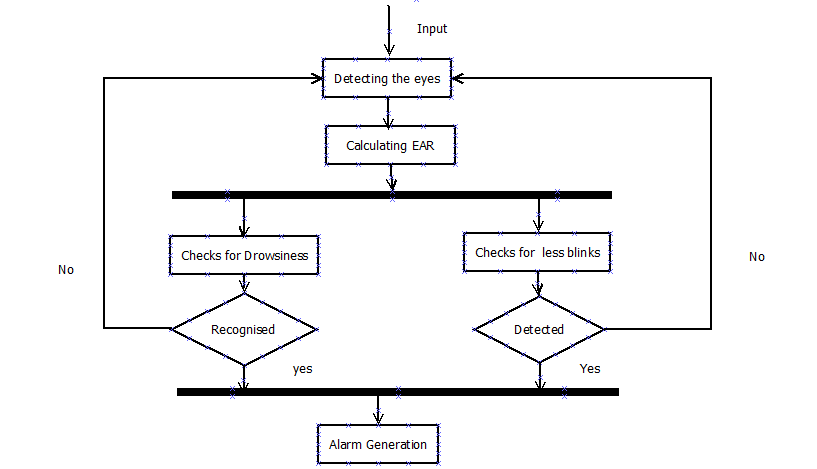 Input
Detecting the eyes
Calculating EAR
Checks for Drowsiness
Checks for less blinks
No
No
Recognised
Detected
yes
Yes
Alarm Generation